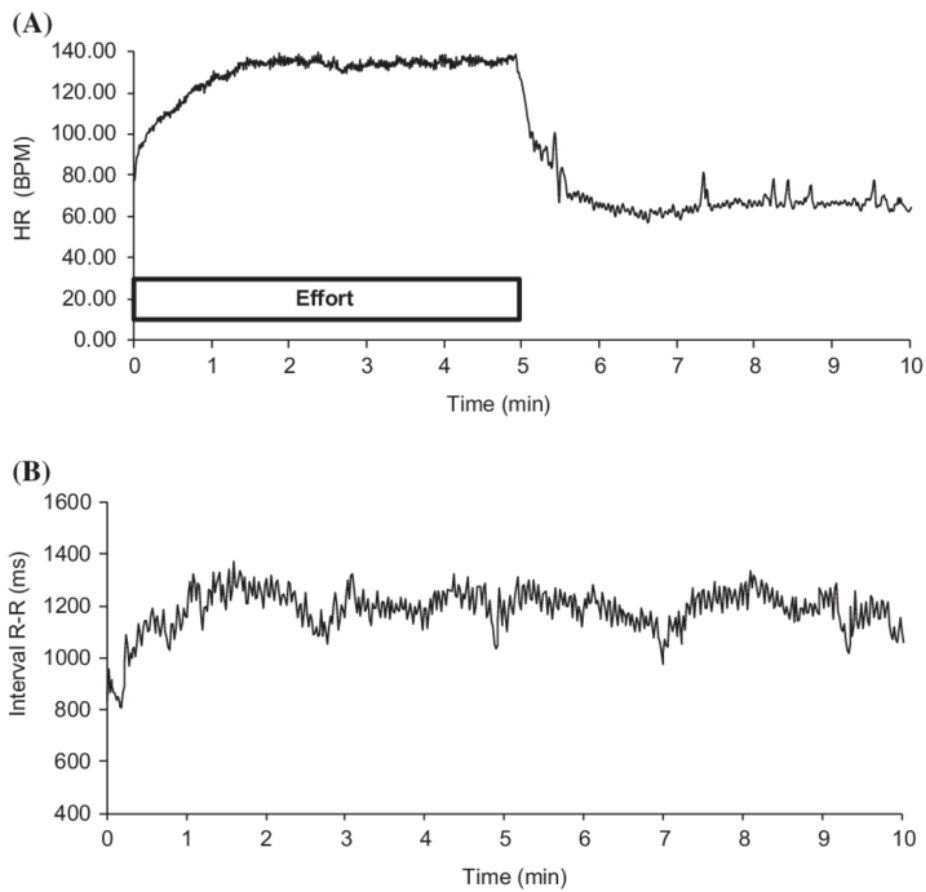 (A)
140.00
120.00
100.00
80.00
60.00
40.00
20.00
0.00
HR (BPM)
Effort
0 1 2 3 4 5 6 7 8 9 10
Time (min)
(B)
1600
1400
1200
1000
800
600
400
Interval R-R (ms)
0 1 2 3 4 5 6 7 8 9 10
Time (min)